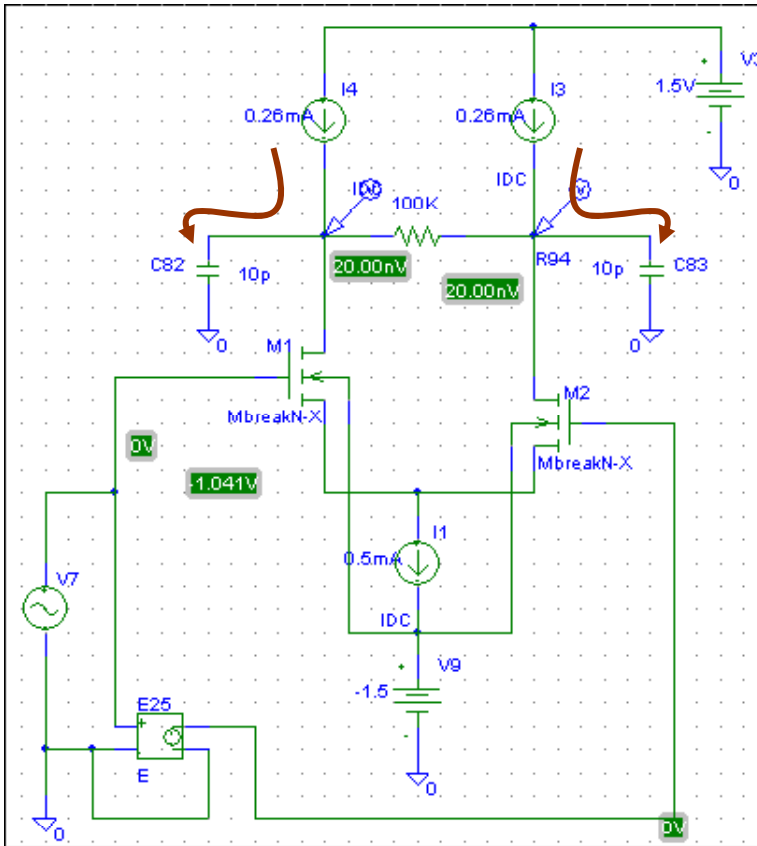 I4
I3
0.26mA
0.26mA
1.5V
0
IDC
100K
V
C82
10p
20.00nV
20.00nV
R94
10p
C83
0
0
M1
M2
MbreakN-X
MbreakN-X
0V
-1.041V
I1
0.5mA
V7
IDC
V9
-1.5
E25
E
0
0
0V